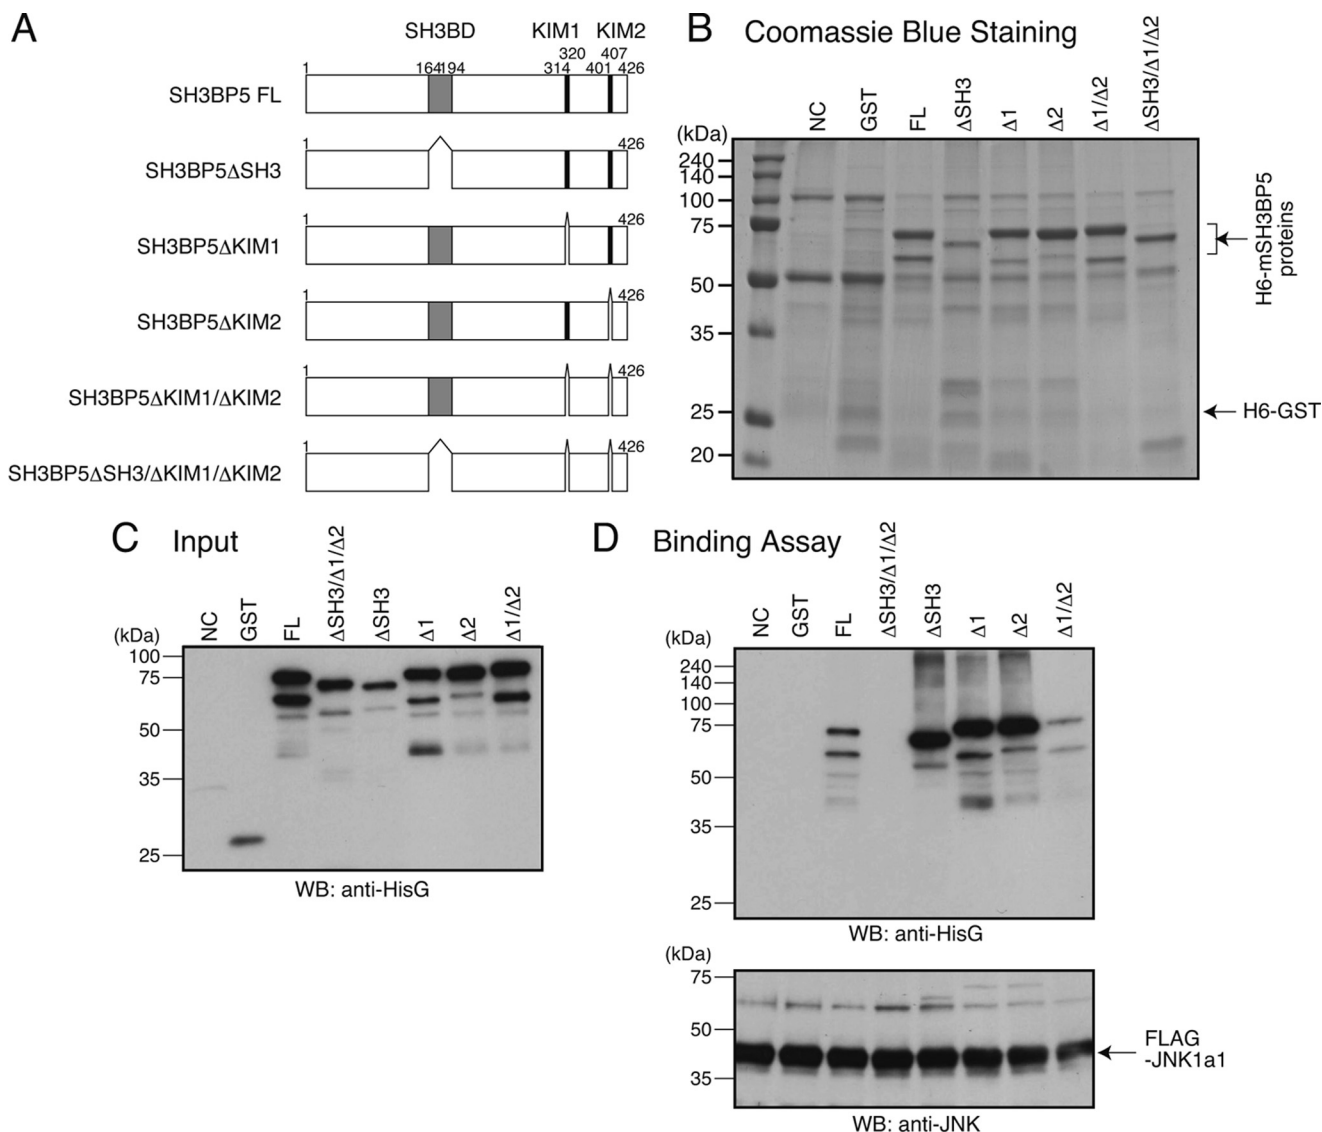 A
SH3BD KIM1 KIM2
320 407
1 164 194 314 401 426
SH3BP5 FL
1 426
SH3BP5ΔSH3
1 426
SH3BP5ΔKIM1
1 426
SH3BP5ΔKIM2
1 426
SH3BP5ΔKIM1/ΔKIM2
1 426
SH3BP5ΔSH3/ΔKIM1/ΔKIM2
B Coomassie Blue Staining
NC GST FL ΔSH3 Δ1 Δ2 Δ1/Δ2 ΔSH3/Δ1/Δ2
(kDa)
240
140
100
75
50
35
25
20
H6-mSH3BP5
proteins
H6-GST
C Input
NC GST FL ΔSH3/Δ1/Δ2 ΔSH3 Δ1 Δ2 Δ1/Δ2
(kDa)
100
75
50
35
25
WB: anti-HisG
D Binding Assay
NC GST FL ΔSH3/Δ1/Δ2 ΔSH3 Δ1 Δ2 Δ1/Δ2
(kDa)
240
140
100
75
50
35
25
WB: anti-HisG
(kDa)
75
50
35
FLAG
-JNK1a1
WB: anti-JNK